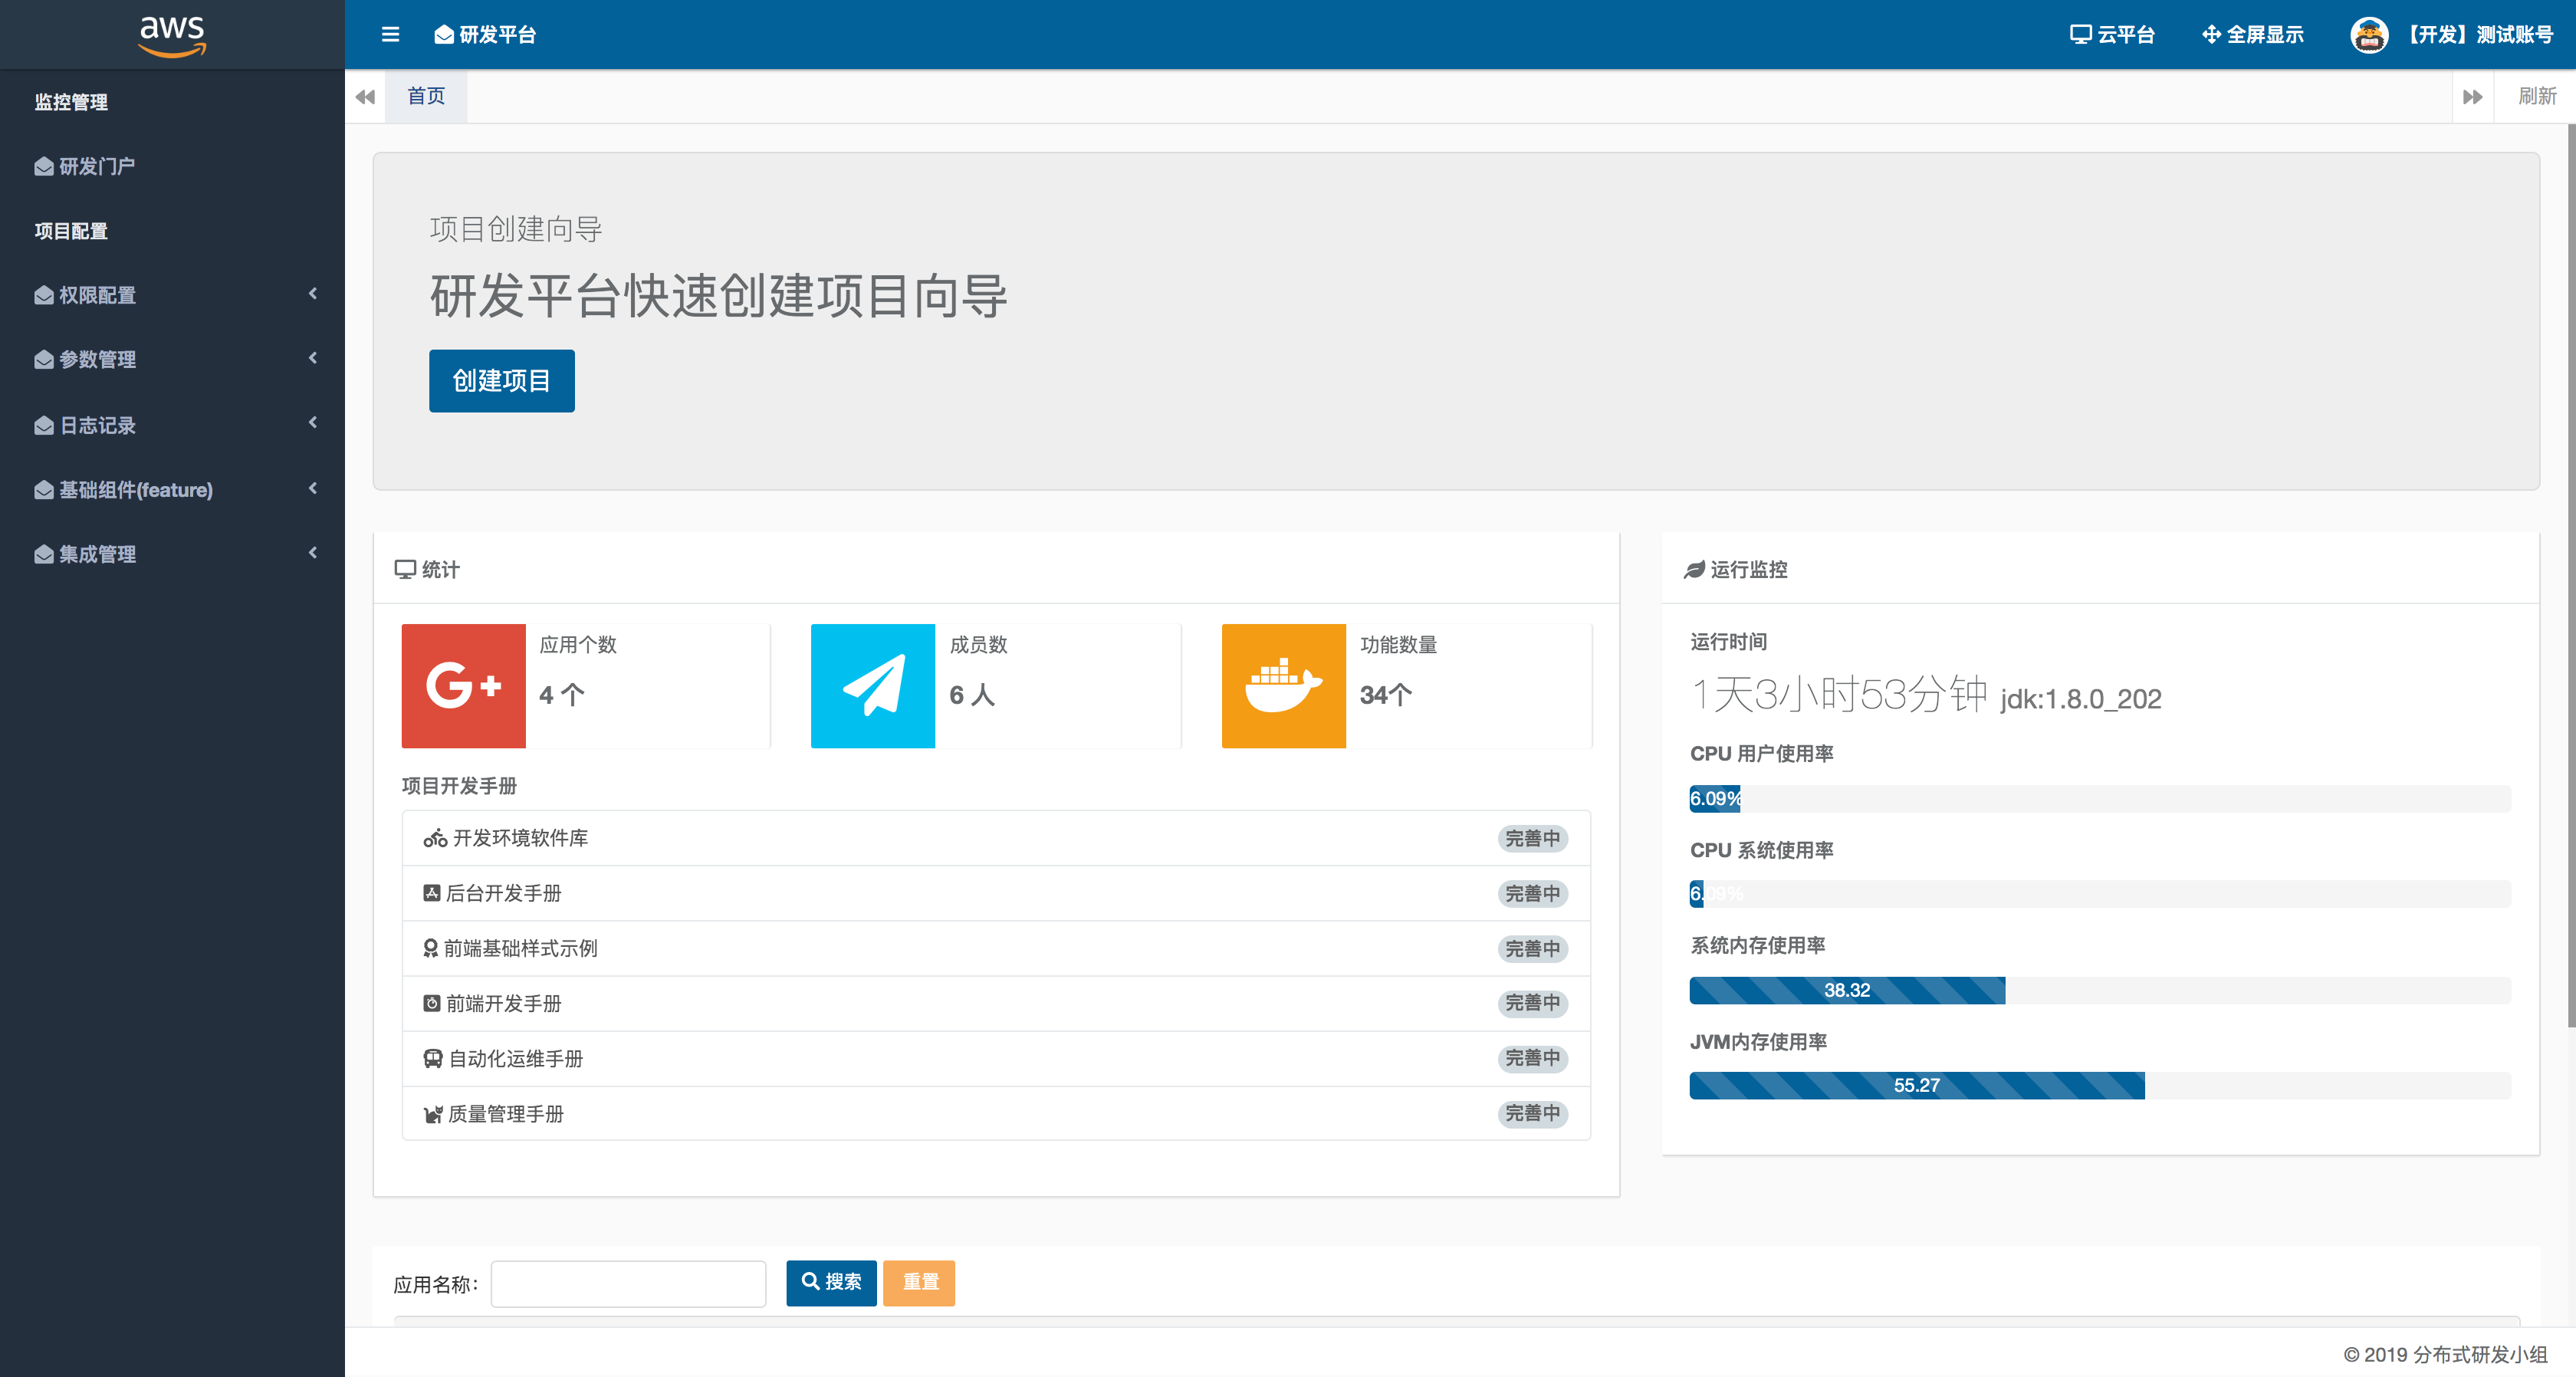 aws
研发平台
云平台
全屏显示
【开发】测试账号
监控管理
研发门户
项目配置
权限配置
参数管理
日志记录
基础组件(feature)
集成管理
首页
刷新
项目创建向导
研发平台快速创建项目向导
创建项目
统计
应用个数
4 个
成员数
6 人
功能数量
34个
项目开发手册
开发环境软件库 完善中
后台开发手册 完善中
前端基础样式示例 完善中
前端开发手册 完善中
自动化运维手册 完善中
质量管理手册 完善中
运行监控
运行时间
1天3小时53分钟 jdk:1.8.0_202
CPU 用户使用率
6.09%
CPU 系统使用率
6.09%
系统内存使用率
38.32
JVM内存使用率
55.27
应用名称：
搜索
重置
© 2019 分布式研发小组